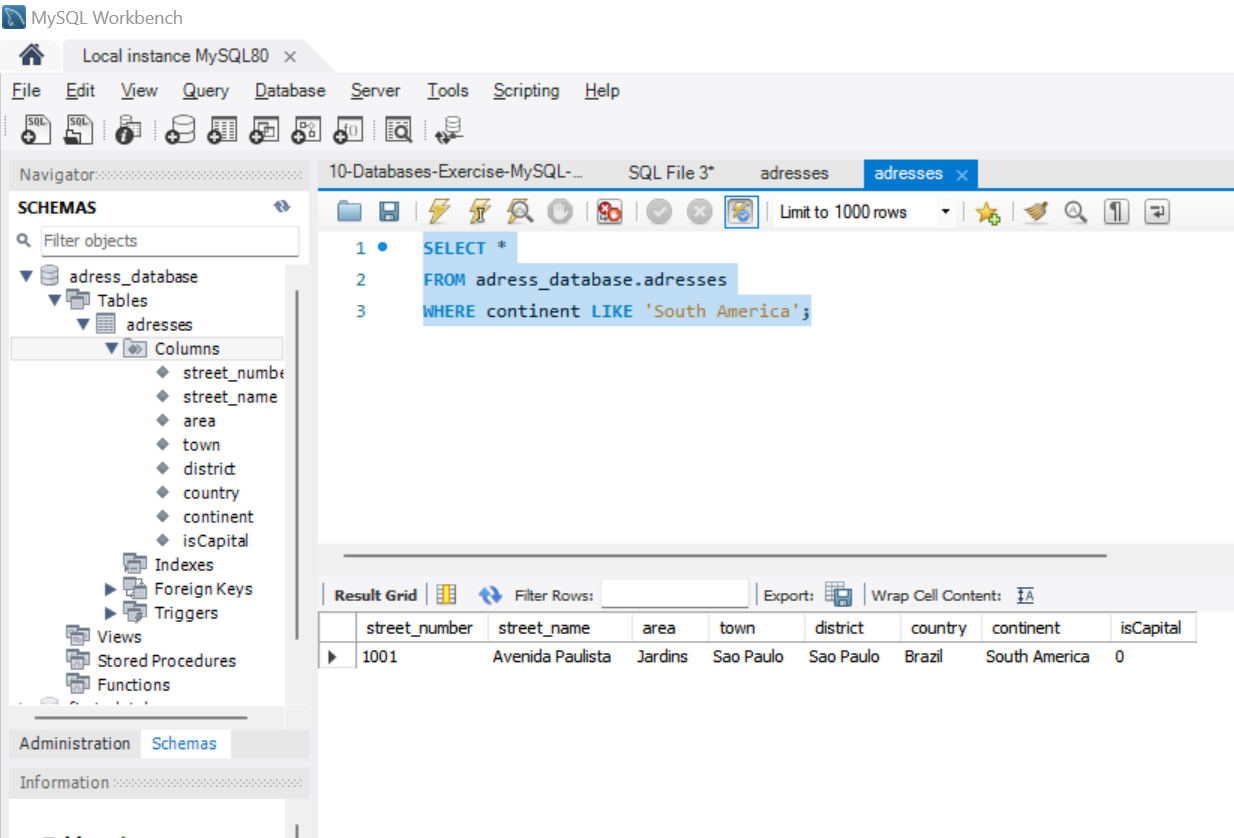 MySQL Workbench
Local instance MySQL80
File Edit View Query Database Server Tools Scripting Help
SQL SQL
Navigator
SCHEMAS
Filter objects
adress_database
Tables
adresses
Columns
street_numbe
street_name
area
town
district
country
continent
isCapital
Indexes
Foreign Keys
Triggers
Views
Stored Procedures
Functions
Administration Schemas
Information
10-Databases-Exercise-MySQL-... SQL File 3* adresses adresses
Limit to 1000 rows
1 SELECT *
2 FROM adress_database.adresses
3 WHERE continent LIKE 'South America';
Result Grid Filter Rows: Export: Wrap Cell Content:
street_number street_name area town district country continent isCapital
1001 Avenida Paulista Jardins Sao Paulo Sao Paulo Brazil South America 0